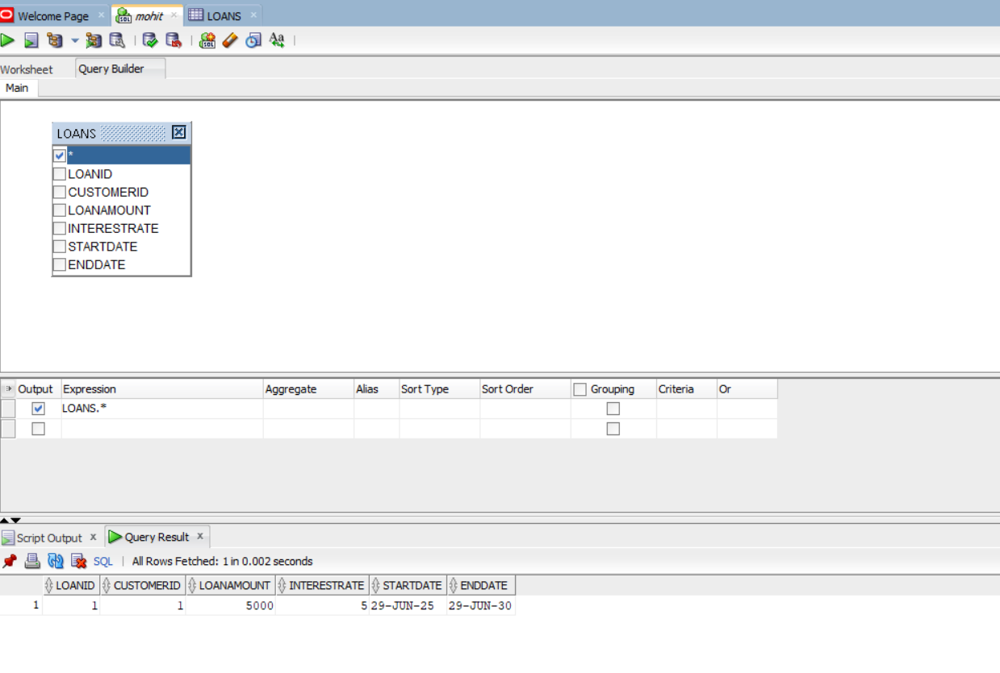 Welcome Page × mohit × LOANS ×
Worksheet Query Builder
Main
LOANS
*
LOANID
CUSTOMERID
LOANAMOUNT
INTERESTRATE
STARTDATE
ENDDATE
Output Expression Aggregate Alias Sort Type Sort Order Grouping Criteria Or
LOANS.*
Script Output x Query Result x
SQL | All Rows Fetched: 1 in 0.002 seconds
LOANID CUSTOMERID LOANAMOUNT INTERESTRATE STARTDATE ENDDATE
1 1 1 5000 5 29-JUN-25 29-JUN-30